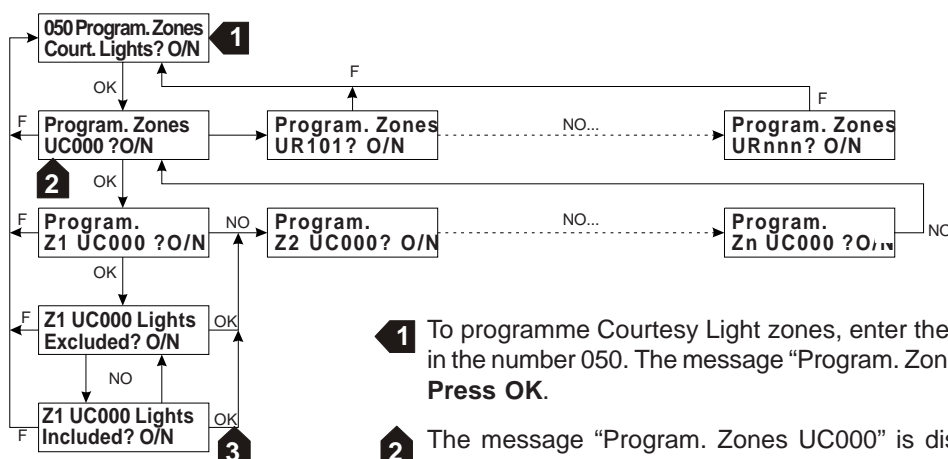 050 Program. Zones
Court. Lights? O/N
1
OK
F
F
Program. Zones
UC000 ?O/N
Program. Zones
UR101? O/N
NO...
Program. Zones
URnnn? O/N
F
2
OK
F
Program.
Z1 UC000 ?O/N
NO
Program.
Z2 UC000? O/N
NO...
Program.
Zn UC000 ?O/N
NO
OK
F
Z1 UC000 Lights
Excluded? O/N
OK
NO
F
Z1 UC000 Lights
Included? O/N
OK
3
1 To programme Courtesy Light zones, enter the
in the number 050. The message “Program. Zon
Press OK.
2 The message “Program. Zones UC000” is dis